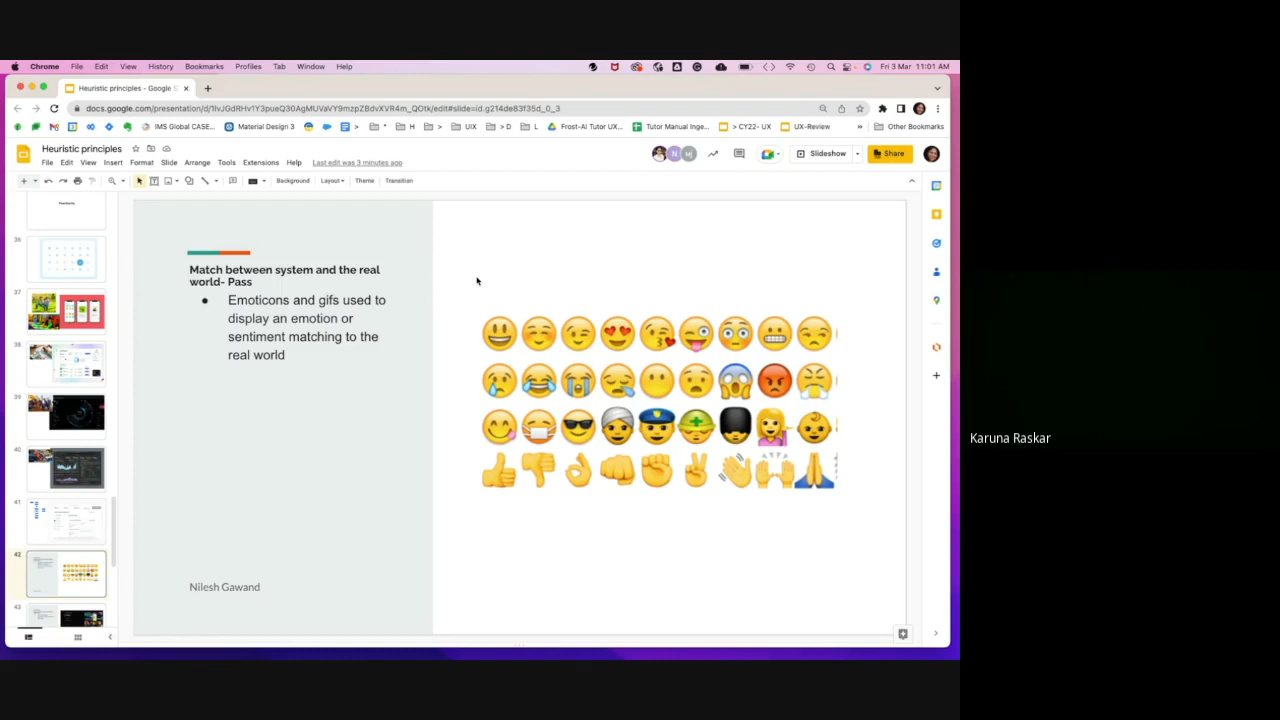 Chrome File Edit View History Bookmarks Profiles Tab Window Help Fri 3 Mar 11:01 AM
Heuristic principles - Google S
docs.google.com/presentation/d/1lvJGdRHv1Y3pueQ30AgMUVaVY9mzpZBdvXVR4m_QOtk/edit#slide=id.g214de83f35d_0_3
IMS Global CASE... Material Design 3 > H > UIX > D L Frost-AI Tutor UX... Tutor Manual Inge... > CY22- UX UX-Review » Other Bookmarks
Heuristic principles
File Edit View Insert Format Slide Arrange Tools Extensions Help Last edit was 3 minutes ago
Slideshow Share
Background Layout Theme Transition
36
37
38
39
40
41
42
43
Match between system and the real
world- Pass
● Emoticons and gifs used to
display an emotion or
sentiment matching to the
real world
Nilesh Gawand
Karuna Raskar